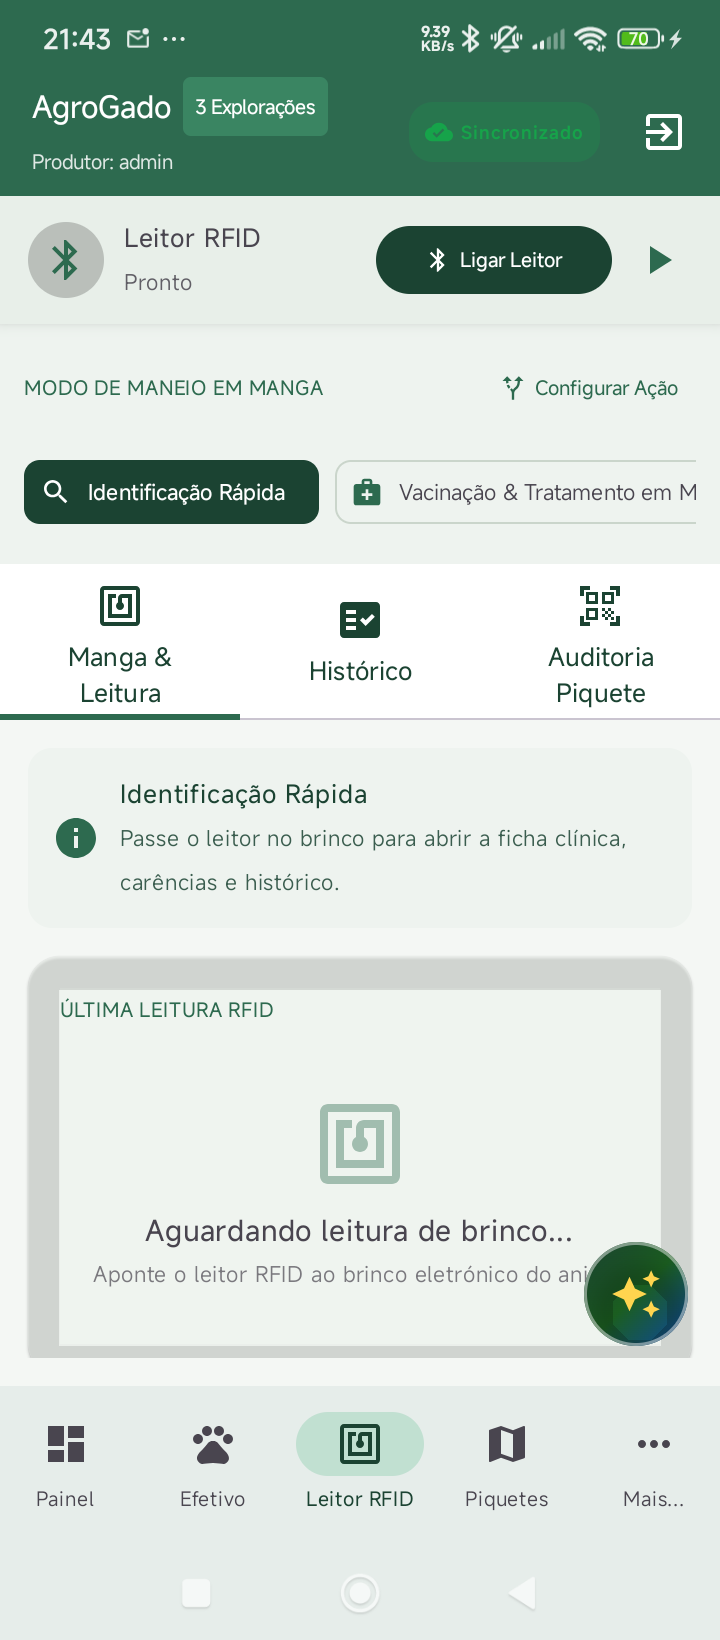 21:43
9.39
KB/s
70
AgroGado
3 Explorações
Sincronizado
Produtor: admin
Leitor RFID
Pronto
Ligar Leitor
MODO DE MANEIO EM MANGA
Configurar Ação
Identificação Rápida
Vacinação & Tratamento em M
Manga &
Leitura
Histórico
Auditoria
Piquete
Identificação Rápida
Passe o leitor no brinco para abrir a ficha clínica,
carências e histórico.
ÚLTIMA LEITURA RFID
Aguardando leitura de brinco...
Aponte o leitor RFID ao brinco eletrónico do ani
Painel
Efetivo
Leitor RFID
Piquetes
Mais...